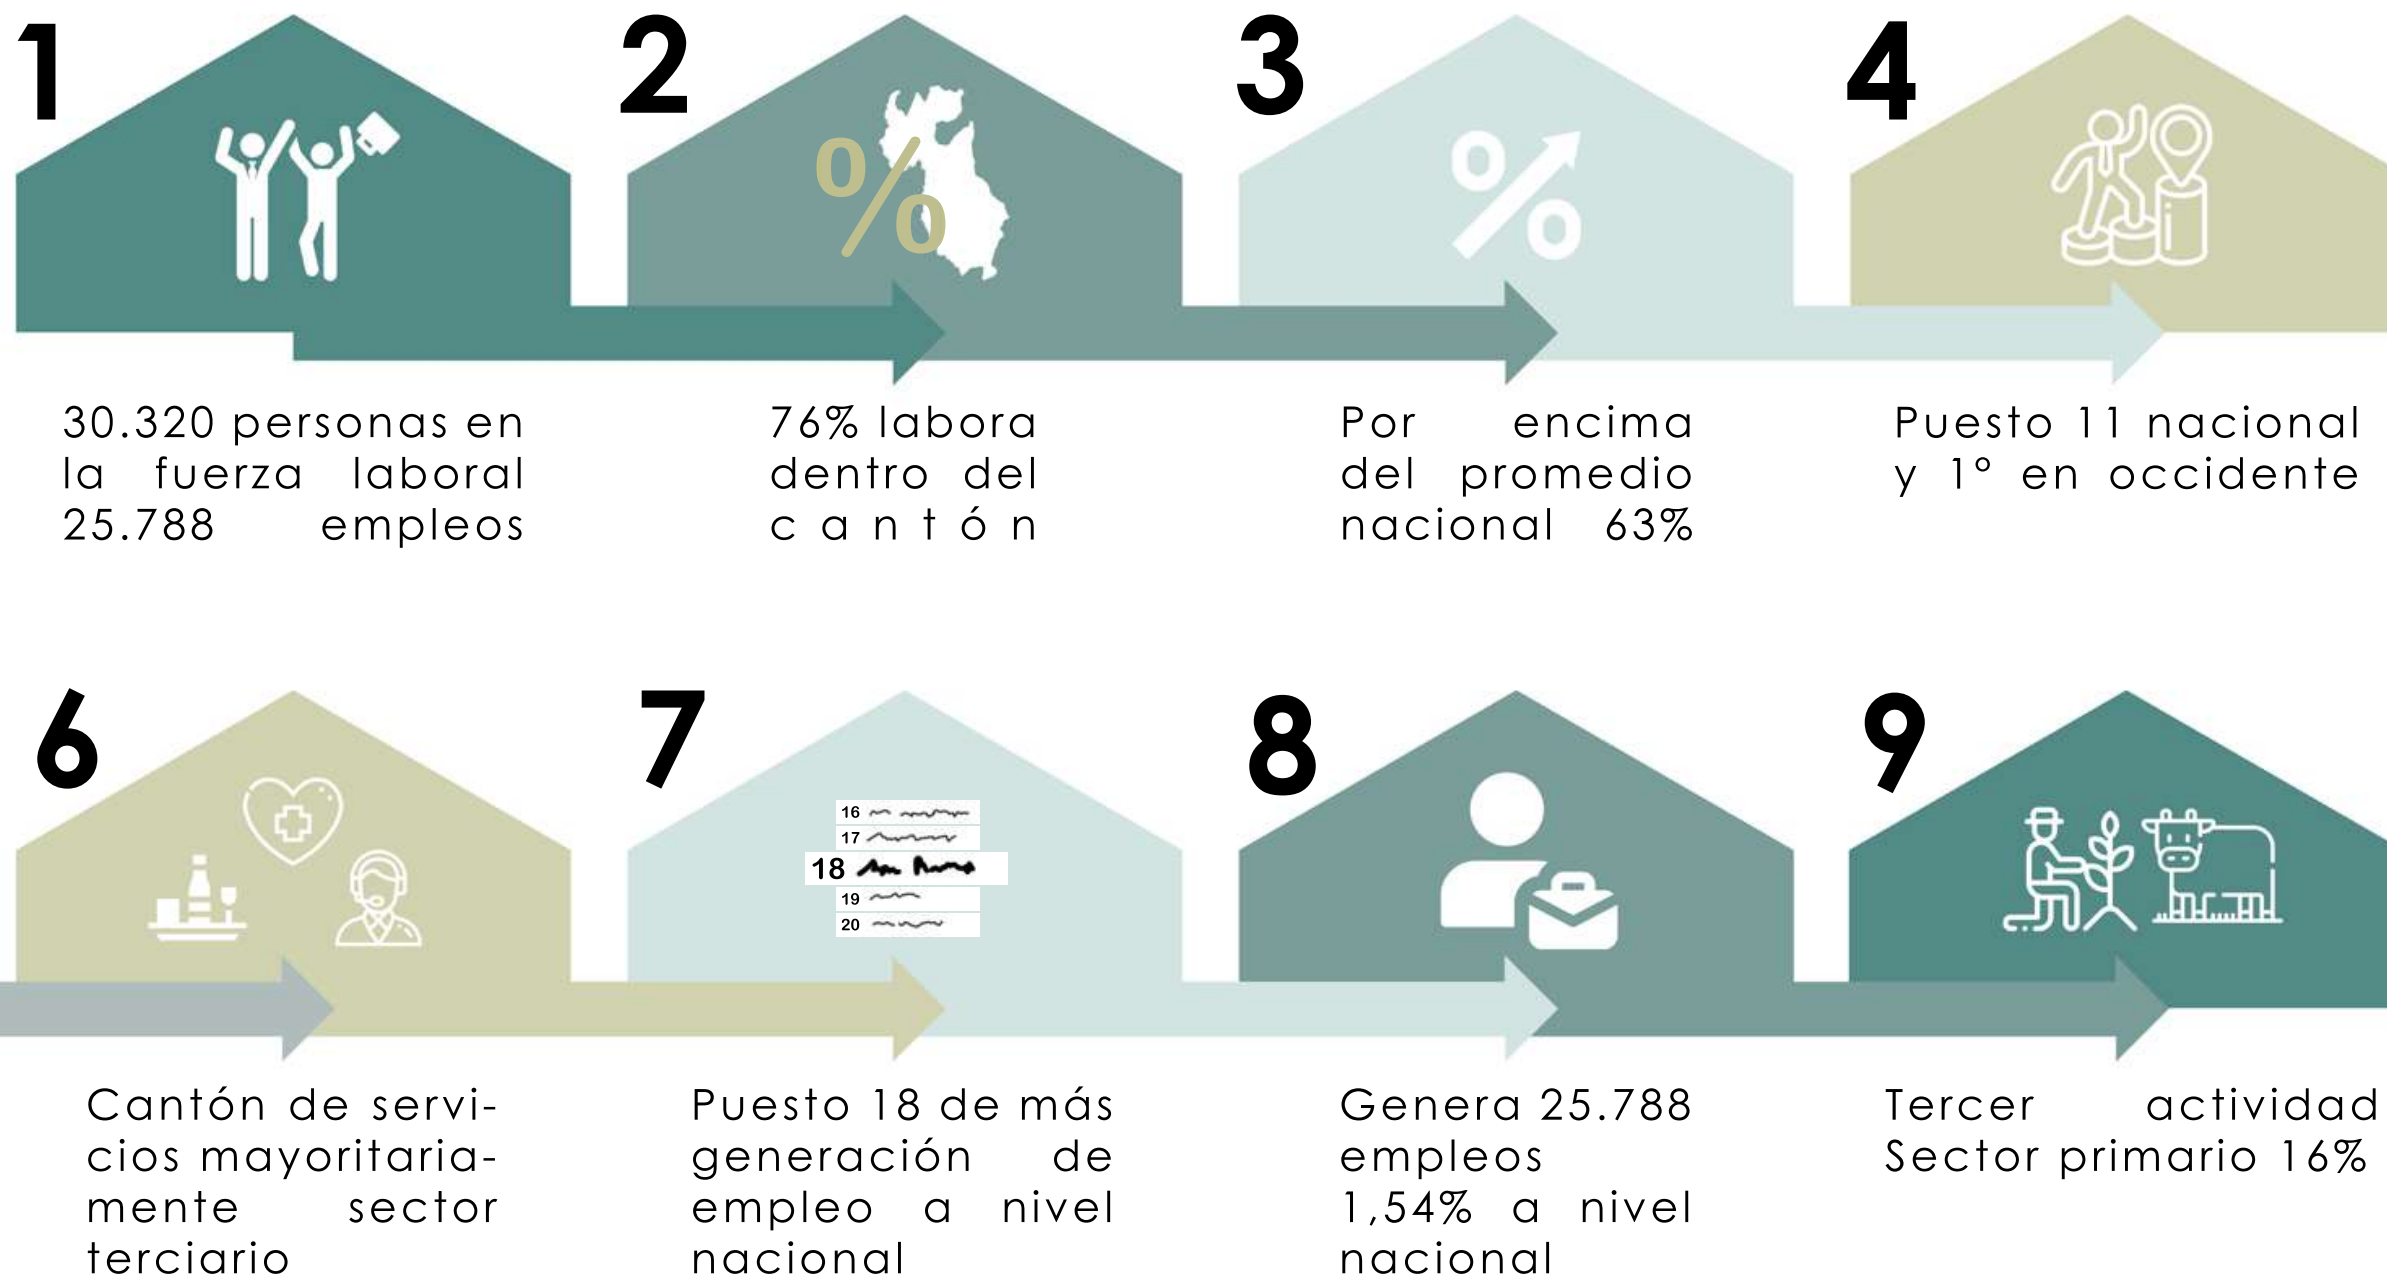 1
30.320 personas en
la fuerza laboral
25.788 empleos
2
%
76% labora
dentro del
cantón
3
%
Por encima
del promedio
nacional 63%
4
Puesto 11 nacional
y 1° en occidente
6
Cantón de servi-
cios mayoritaria-
mente sector
terciario
7
16
17
18
19
20
Puesto 18 de más
generación de
empleo a nivel
nacional
8
Genera 25.788
empleos
1,54% a nivel
nacional
9
Tercer actividad
Sector primario 16%